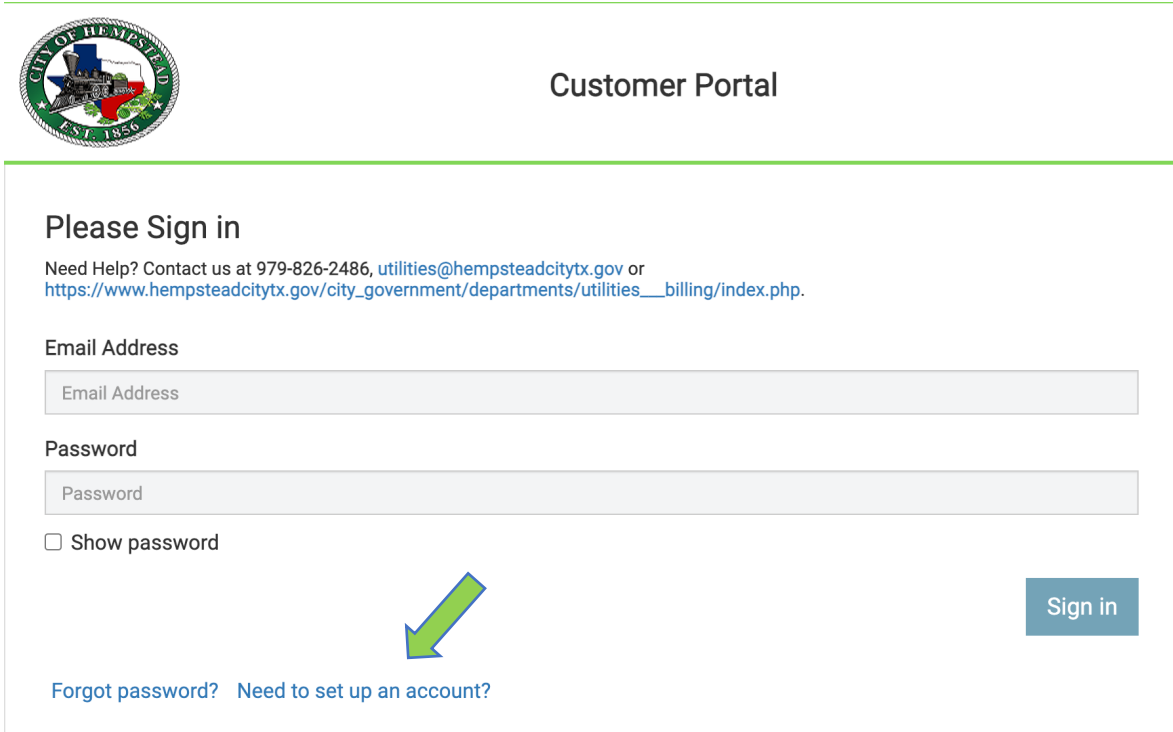 CITY OF HEMPSTEAD
EST. 1856
Customer Portal
Please Sign in
Need Help? Contact us at 979-826-2486, utilities@hempsteadcitytx.gov or
https://www.hempsteadcitytx.gov/city_government/departments/utilities___billing/index.php.
Email Address
Email Address
Password
Password
Show password
Sign in
Forgot password? Need to set up an account?